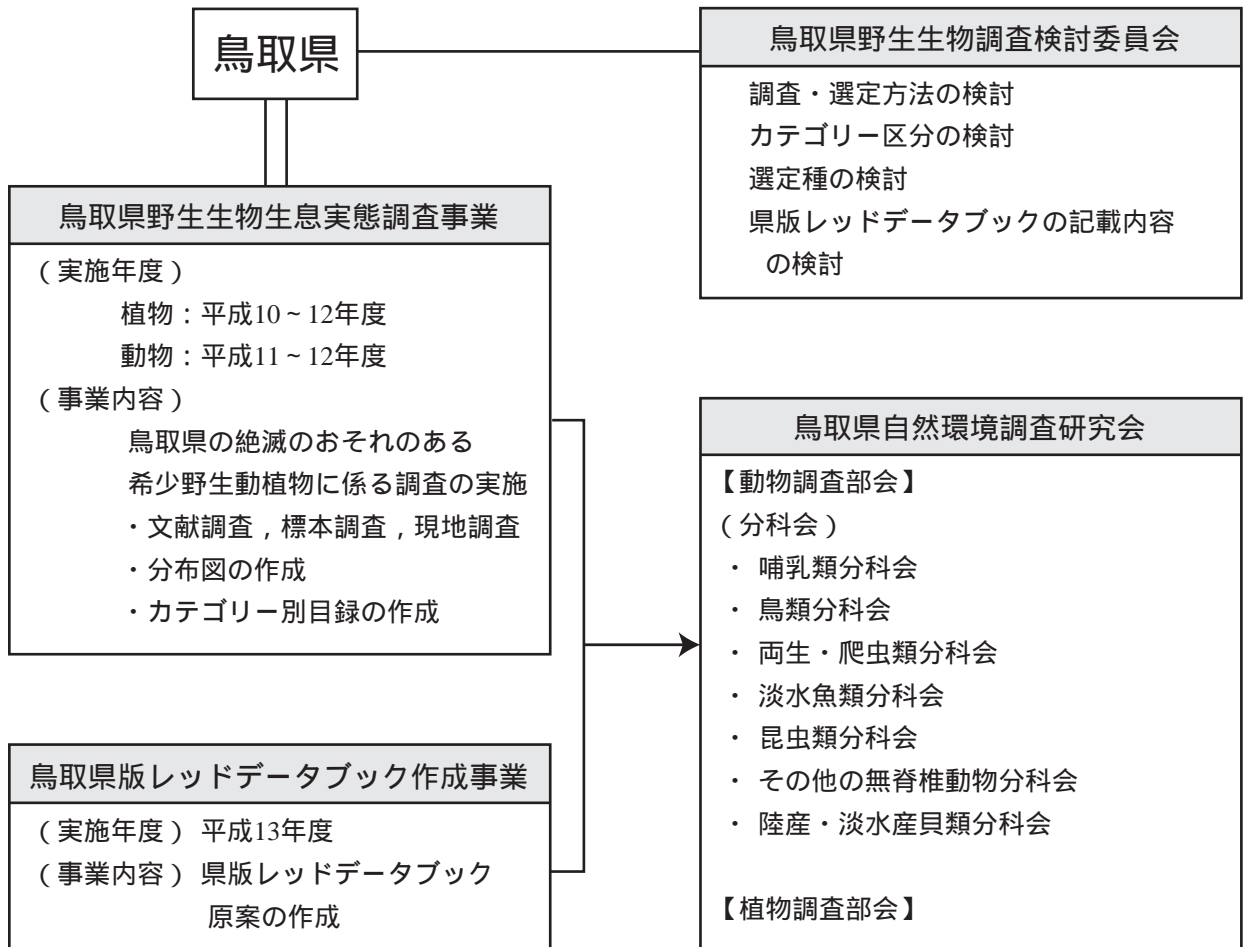 鳥取県
鳥取県野生生物調査検討委員会
調査・選定方法の検討
カテゴリー区分の検討
選定種の検討
県版レッドデータブックの記載内容
の検討
鳥取県野生生物生息実態調査事業
（実施年度）
植物：平成10～12年度
動物：平成11～12年度
（事業内容）
鳥取県の絶滅のおそれのある
希少野生動植物に係る調査の実施
・文献調査，標本調査，現地調査
・分布図の作成
・カテゴリー別目録の作成
鳥取県版レッドデータブック作成事業
（実施年度）平成13年度
（事業内容）県版レッドデータブック
原案の作成
鳥取県自然環境調査研究会
【動物調査部会】
（分科会）
・ 哺乳類分科会
・ 鳥類分科会
・ 両生・爬虫類分科会
・ 淡水魚類分科会
・ 昆虫類分科会
・ その他の無脊椎動物分科会
・ 陸産・淡水産貝類分科会
【植物調査部会】